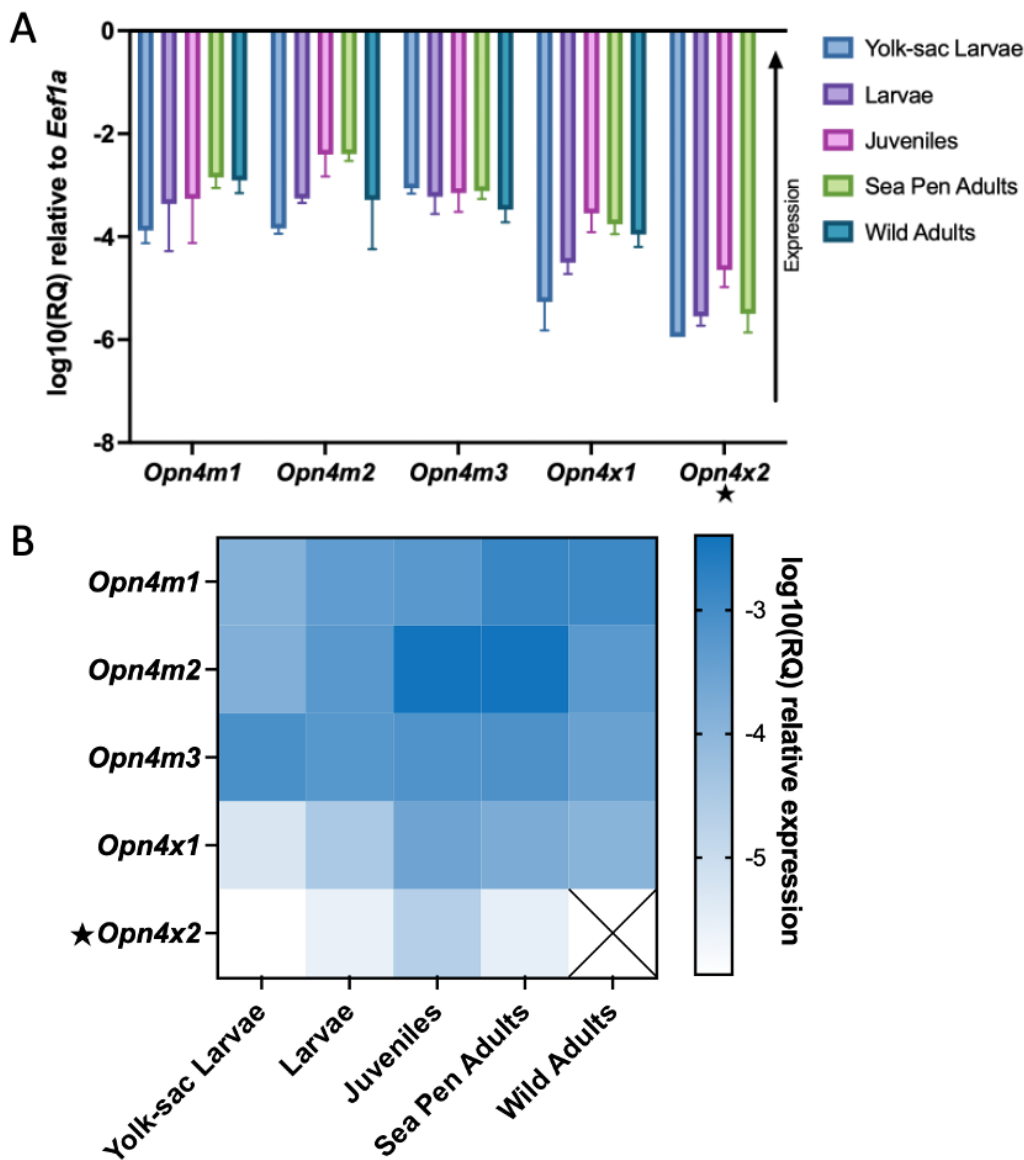 A
log10(RQ) relative to Eef1a
0
-2
-4
-6
-8
Opn4m1
Opn4m2
Opn4m3
Opn4x1
Opn4x2
★
Expression
Yolk-sac Larvae
Larvae
Juveniles
Sea Pen Adults
Wild Adults
B
Opn4m1
Opn4m2
Opn4m3
Opn4x1
★Opn4x2
Yolk-sac Larvae
Larvae
Juveniles
Sea Pen Adults
Wild Adults
-3
-4
-5
log10(RQ) relative expression